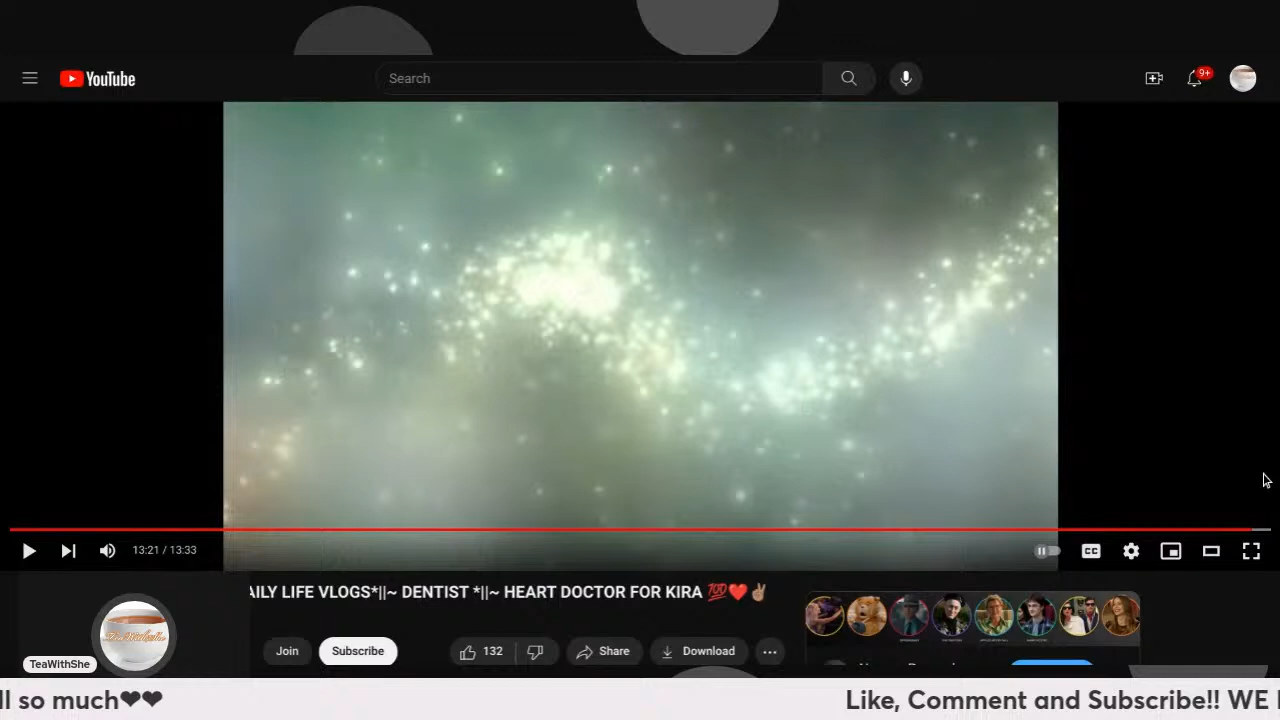 YouTube
Search
9+
13:21 / 13:33
CC
AILY LIFE VLOGS*||~ DENTIST *||~ HEART DOCTOR FOR KIRA 💯❤️✌🏽
Join
Subscribe
132
Share
Download
TeaWithShe
ll so much❤❤
Like, Comment and Subscribe!! WE